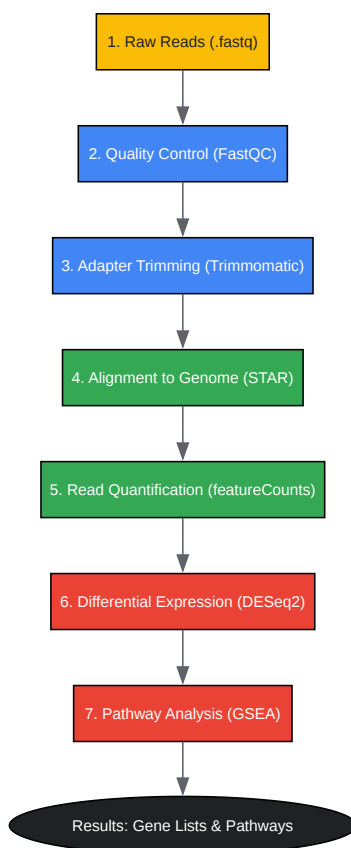 1. Raw Reads (.fastq)
2. Quality Control (FastQC)
3. Adapter Trimming (Trimmomatic)
4. Alignment to Genome (STAR)
5. Read Quantification (featureCounts)
6. Differential Expression (DESeq2)
7. Pathway Analysis (GSEA)
Results: Gene Lists & Pathways